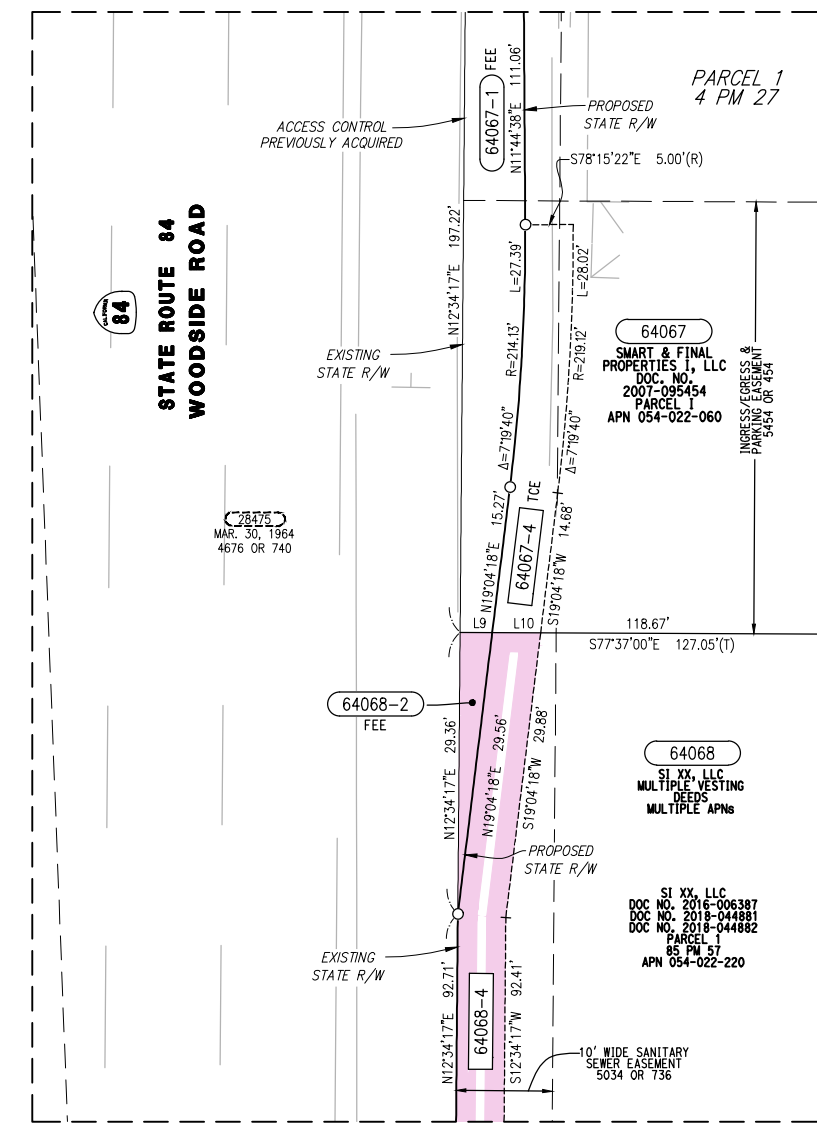 PARCEL 1
4 PM 27
FEE
64067-1
N11°44'38"E 111.06'
PROPOSED
STATE R/W
ACCESS CONTROL
PREVIOUSLY ACQUIRED
S78°15'22"E 5.00'(R)
STATE ROUTE 84
WOODSIDE ROAD
CALIFORNIA
84
N12°34'17"E 197.22'
L=27.39'
L=28.02'
EXISTING
STATE R/W
R=214.13'
R=219.12'
Δ=7°19'40"
Δ=7°19'40"
64067
SMART & FINAL
PROPERTIES I, LLC
DOC. NO.
2007-095454
PARCEL I
APN 054-022-060
INGRESS/EGRESS &
PARKING EASEMENT
5454 OR 454
28475
MAR. 30, 1964
4676 OR 740
N19°04'18"E 15.27'
TCE
64067-4
S19°04'18"W 14.68'
L9
L10
118.67'
S77°37'00"E 127.05'(T)
64068-2
FEE
N12°34'17"E 29.36'
N19°04'18"E 29.56'
S19°04'18"W 29.88'
PROPOSED
STATE R/W
64068
SI XX, LLC
MULTIPLE VESTING
DEEDS
MULTIPLE APNs
SI XX, LLC
DOC NO. 2016-006387
DOC NO. 2018-044881
DOC NO. 2018-044882
PARCEL 1
85 PM 57
APN 054-022-220
EXISTING
STATE R/W
N12°34'17"E 92.71'
64068-4
S12°34'17"W 92.41'
10' WIDE SANITARY
SEWER EASEMENT
5034 OR 736